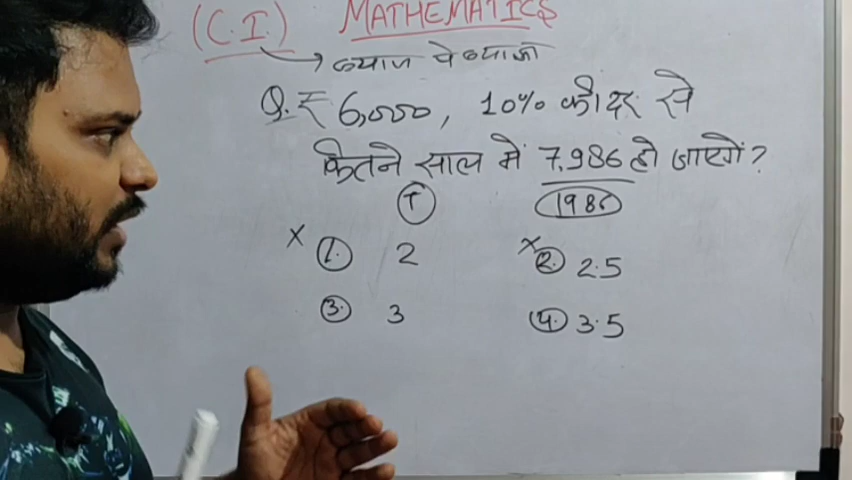 (C.I.) MATHEMATICS
→ ब्याज पे ब्याज
Q. ₹ 6,000, 10% की दर से
कितने साल में 7,986 हो जाएगें?
T 1986
x 1. 2 x 2. 2.5
3. 3 4. 3.5